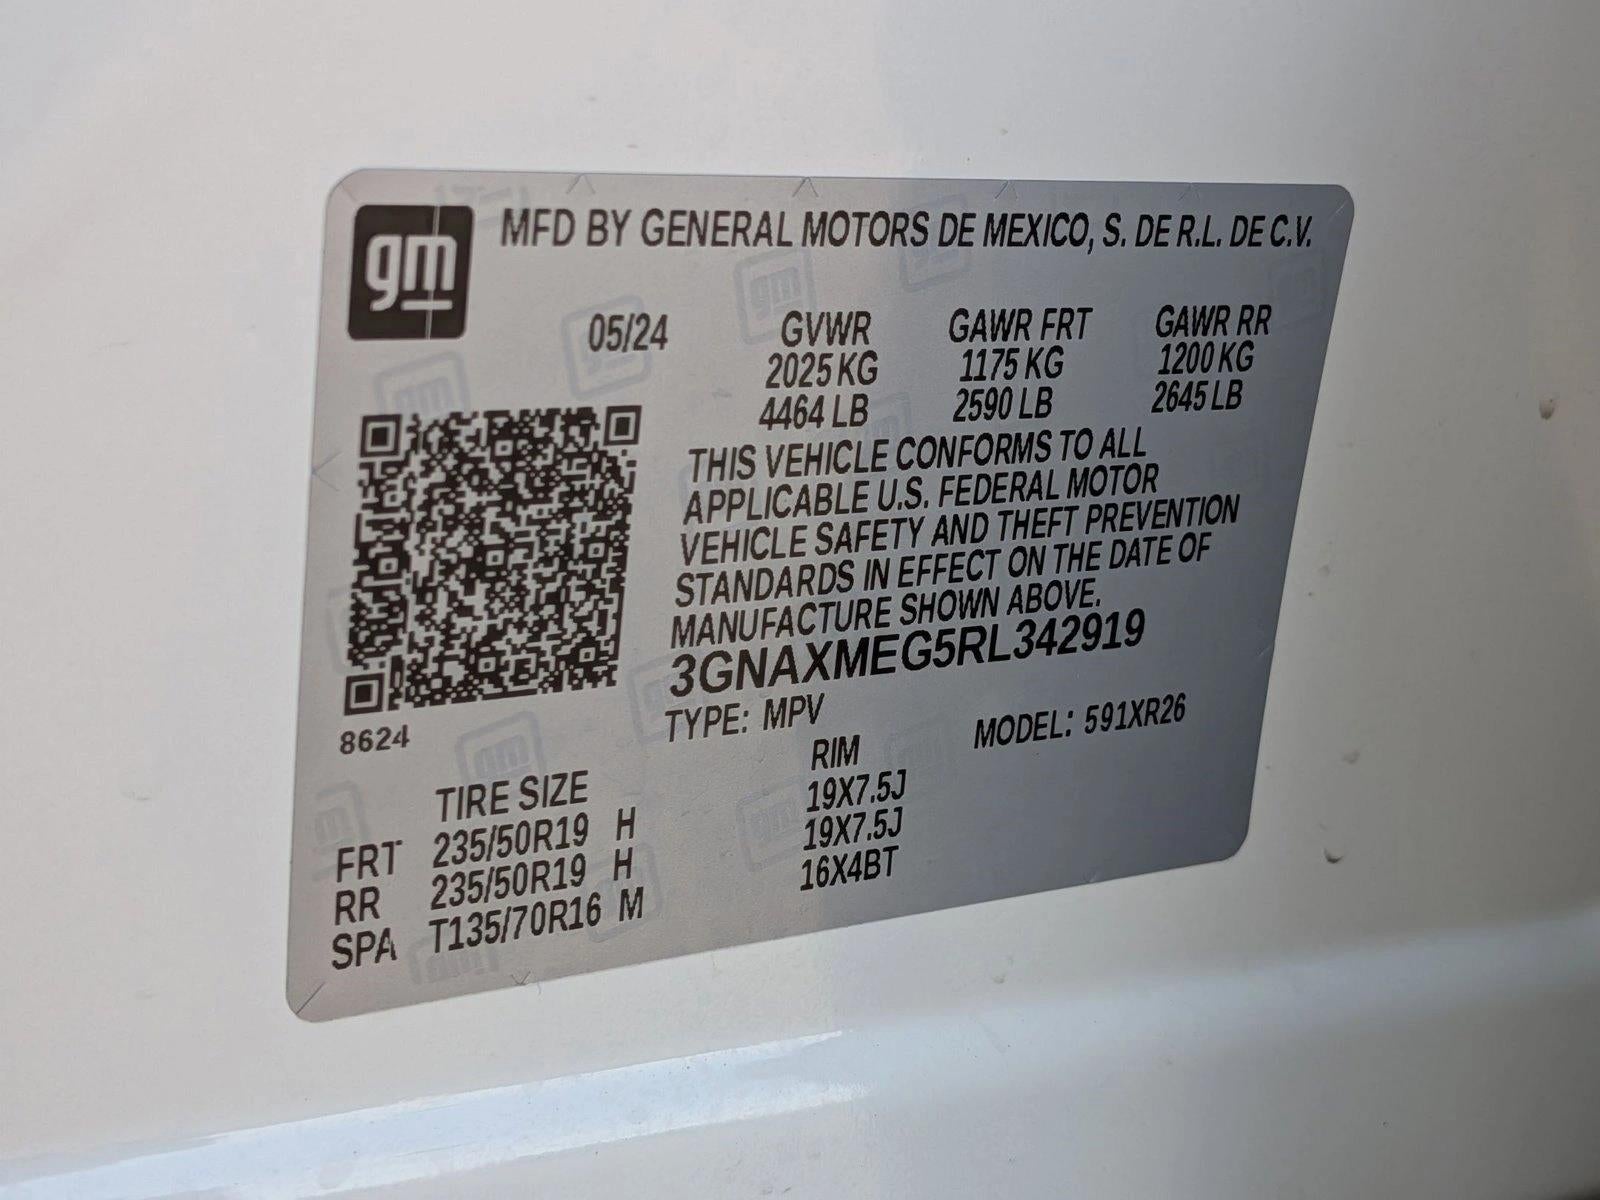 gm
MFD BY GENERAL MOTORS DE MEXICO, S. DE R.L. DE C.V.
05/24 GVWR GAWR FRT GAWR RR
2025 KG 1175 KG 1200 KG
4464 LB 2590 LB 2645 LB
THIS VEHICLE CONFORMS TO ALL
APPLICABLE U.S. FEDERAL MOTOR
VEHICLE SAFETY AND THEFT PREVENTION
STANDARDS IN EFFECT ON THE DATE OF
MANUFACTURE SHOWN ABOVE.
3GNAXMEG5RL342919
8624
TYPE: MPV MODEL: 591XR26
TIRE SIZE RIM
FRT 235/50R19 H 19X7.5J
RR 235/50R19 H 19X7.5J
SPA T135/70R16 M 16X4BT